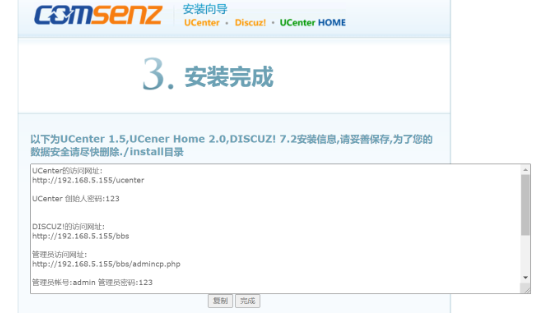 COMSENZ
安装向导
UCenter • Discuz! • UCenter HOME
3. 安装完成
以下为UCenter 1.5,UCener Home 2.0,DISCUZ! 7.2安装信息,请妥善保存,为了您的
数据安全请尽快删除./install目录
UCenter的访问网址:
http://192.168.5.155/ucenter
UCenter 创始人密码:123
DISCUZ!的访问网址:
http://192.168.5.155/bbs
管理员访问网址:
http://192.168.5.155/bbs/admincp.php
管理员帐号:admin 管理员密码:123
复制 完成